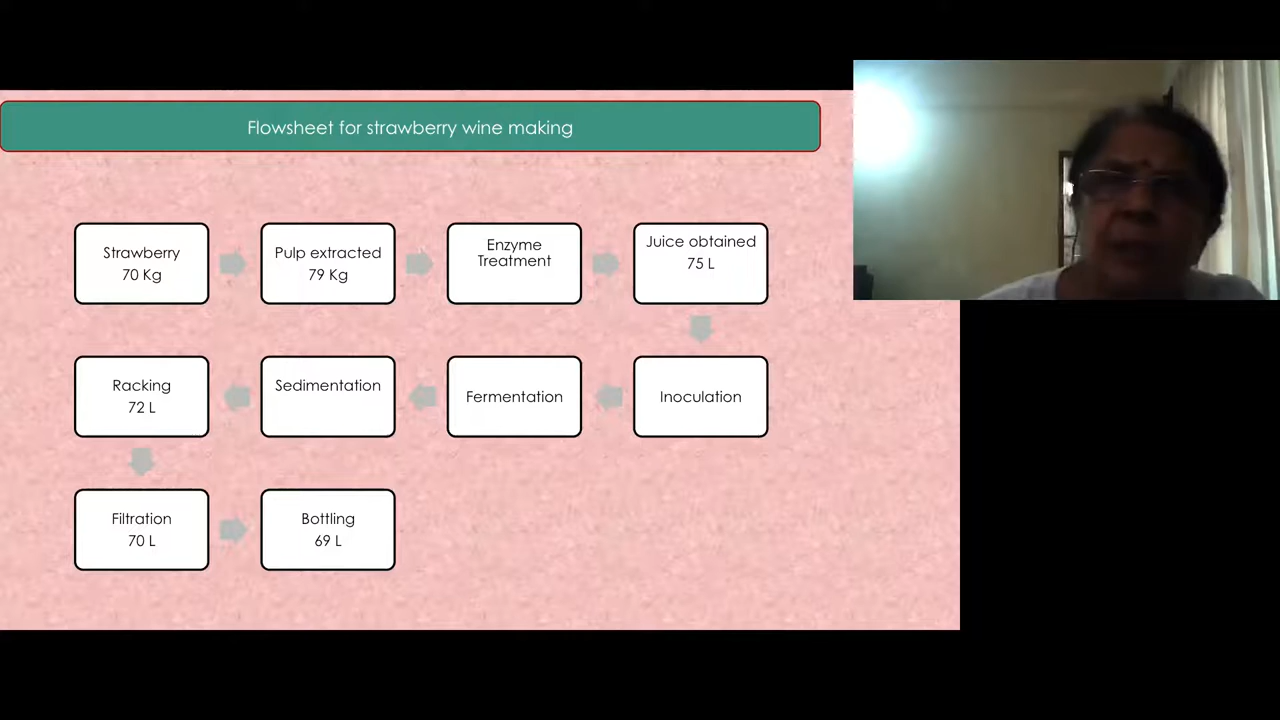 Flowsheet for strawberry wine making
Strawberry
70 Kg
Pulp extracted
79 Kg
Enzyme
Treatment
Juice obtained
75 L
Racking
72 L
Sedimentation
Fermentation
Inoculation
Filtration
70 L
Bottling
69 L